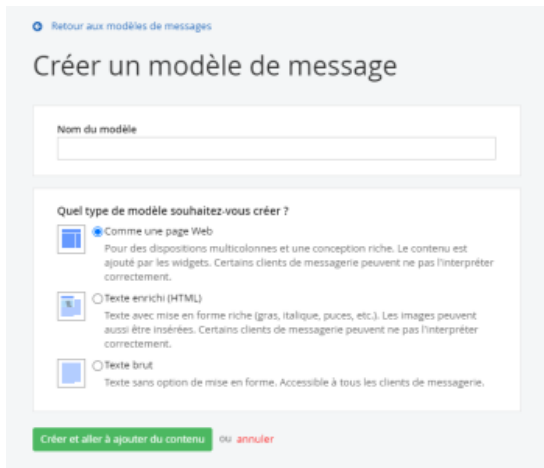 Retour aux modèles de messages
Créer un modèle de message
Nom du modèle
Quel type de modèle souhaitez-vous créer ?
Comme une page Web
Pour des dispositions multicolonnes et une conception riche. Le contenu est
ajouté par les widgets. Certains clients de messagerie peuvent ne pas l'interpréter
correctement.
Texte enrichi (HTML)
Texte avec mise en forme riche (gras, italique, puces, etc.). Les images peuvent
aussi être insérées. Certains clients de messagerie peuvent ne pas l'interpréter
correctement.
Texte brut
Texte sans option de mise en forme. Accessible à tous les clients de messagerie.
Créer et aller à ajouter du contenu ou annuler